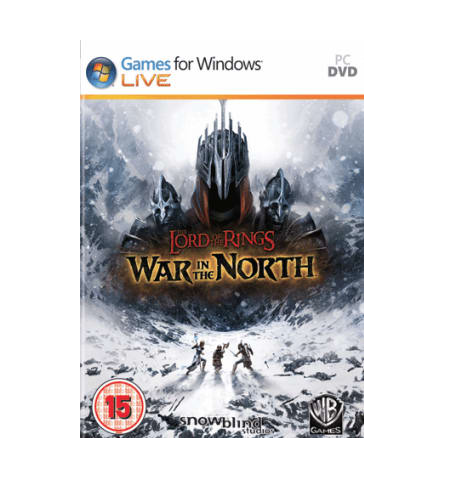 Games for Windows
LIVE
PC
DVD
THE
LORD OF THE RINGS
WAR IN THE NORTH
15
snowblind
studios
WB
GAMES